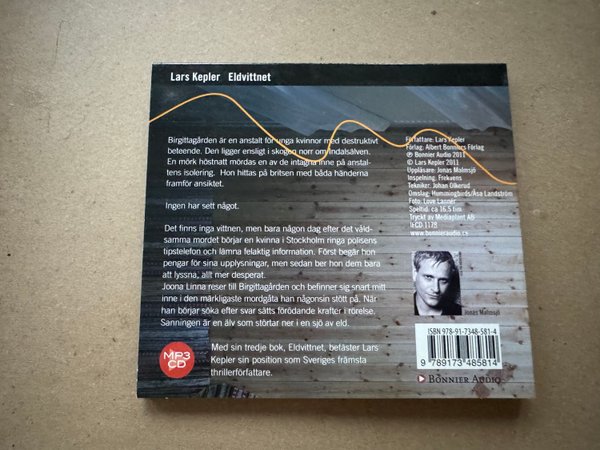 Lars Kepler Eldvittnet
Birgittagården är en anstalt för unga kvinnor med destruktivt
beteende. Den ligger ensligt i skogen norr om Indalsälven.
En mörk höstnatt mördas en av de intagna inne på anstal-
tens isolering. Hon hittas på britsen med båda händerna
framför ansiktet.
Ingen har sett något.
Det finns inga vittnen, men bara någon dag efter det våld-
samma mordet börjar en kvinna i Stockholm ringa polisens
tipstelefon och lämna felaktig information. Först begär hon
pengar för sina upplysningar, men sedan ber hon dem bara
att lyssna, allt mer desperat.
Joona Linna reser till Birgittagården och befinner sig snart mitt
inne i den märkligaste mordgåta han någonsin stött på. När
han börjar söka efter svar sätts förödande krafter i rörelse.
Sanningen är en älv som störtar ner i en sjö av eld.
Med sin tredje bok, Eldvittnet, befäster Lars
Kepler sin position som Sveriges främsta
thrillerförfattare.
MP3
CD
Författare: Lars Kepler
Förlag: Albert Bonniers Förlag
℗ Bonnier Audio 2011
© Lars Kepler 2011
Uppläsare: Jonas Malmsjö
Inspelning: Frekvens
Tekniker: Johan Olkerud
Omslag: Hummingbirds/Åsa Landström
Foto: Love Lannér
Speltid: ca 16,5 tim
Tryckt av Mediaplant AB
www.bonnieraudio.se
Jonas Malmsjö
ISBN 978-91-7348-581-4
9 789173 485814
BONNIER AUDIO